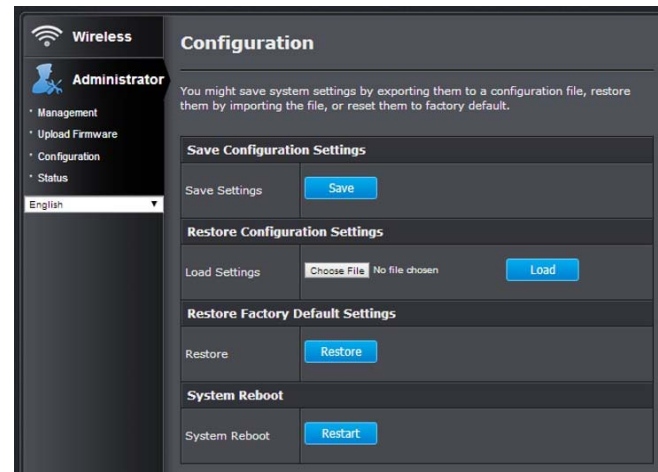 Wireless
Administrator
Management
Upload Firmware
Configuration
Status
English
Configuration
You might save system settings by exporting them to a configuration file, restore
them by importing the file, or reset them to factory default.
Save Configuration Settings
Save Settings
Save
Restore Configuration Settings
Load Settings
Choose File No file chosen
Load
Restore Factory Default Settings
Restore
Restore
System Reboot
System Reboot
Restart